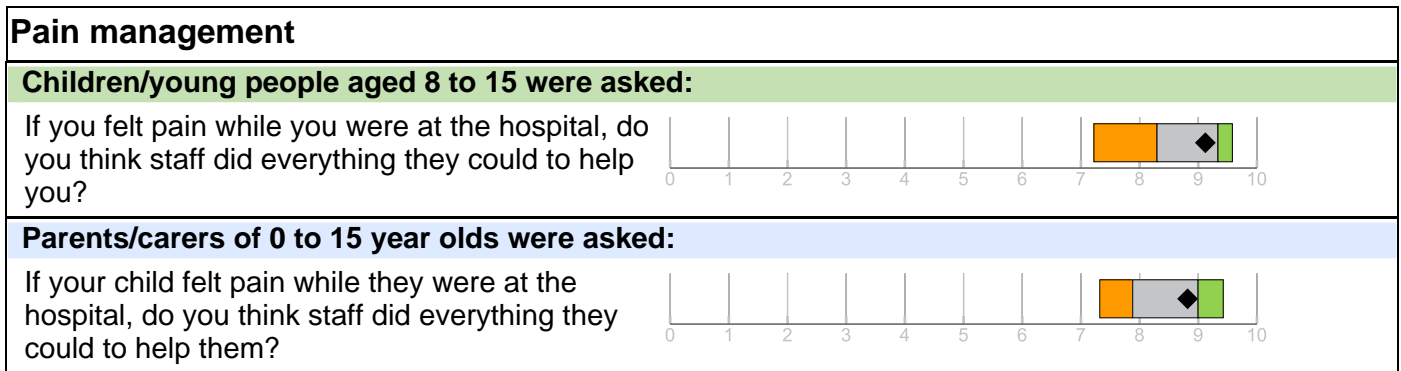 Pain management
Children/young people aged 8 to 15 were asked:
If you felt pain while you were at the hospital, do
you think staff did everything they could to help
you?
0 1 2 3 4 5 6 7 8 9 10
Parents/carers of 0 to 15 year olds were asked:
If your child felt pain while they were at the
hospital, do you think staff did everything they
could to help them?
0 1 2 3 4 5 6 7 8 9 10